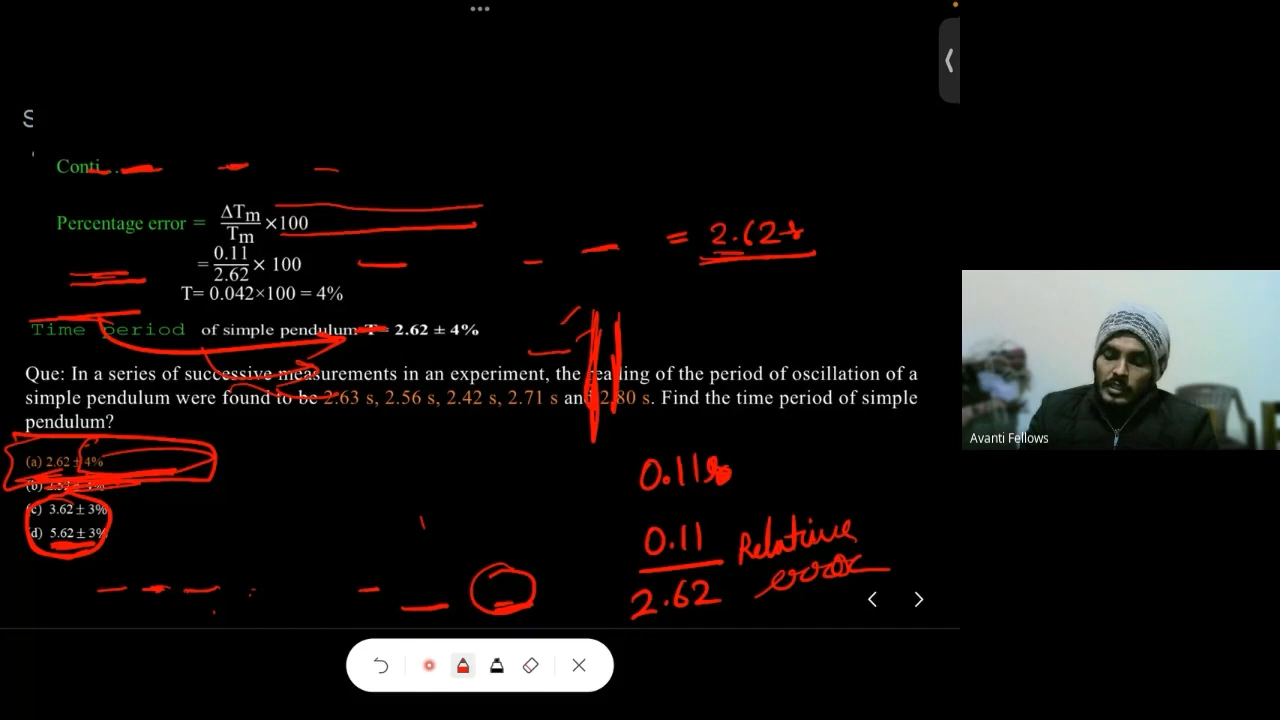 S
Conti...
Percentage error = ΔTm/Tm ×100
= 0.11/2.62 × 100
T= 0.042×100 = 4%
= 2.62s
Time period of simple pendulum T = 2.62 ± 4%
Que: In a series of successive measurements in an experiment, the reading of the period of oscillation of a
simple pendulum were found to be 2.63 s, 2.56 s, 2.42 s, 2.71 s and 2.80 s. Find the time period of simple
pendulum?
(a) 2.62 ± 4%
(b)
(c) 3.62 ± 3%
(d) 5.62 ± 3%
0.11
0.11
2.62
Relative
error
Avanti Fellows